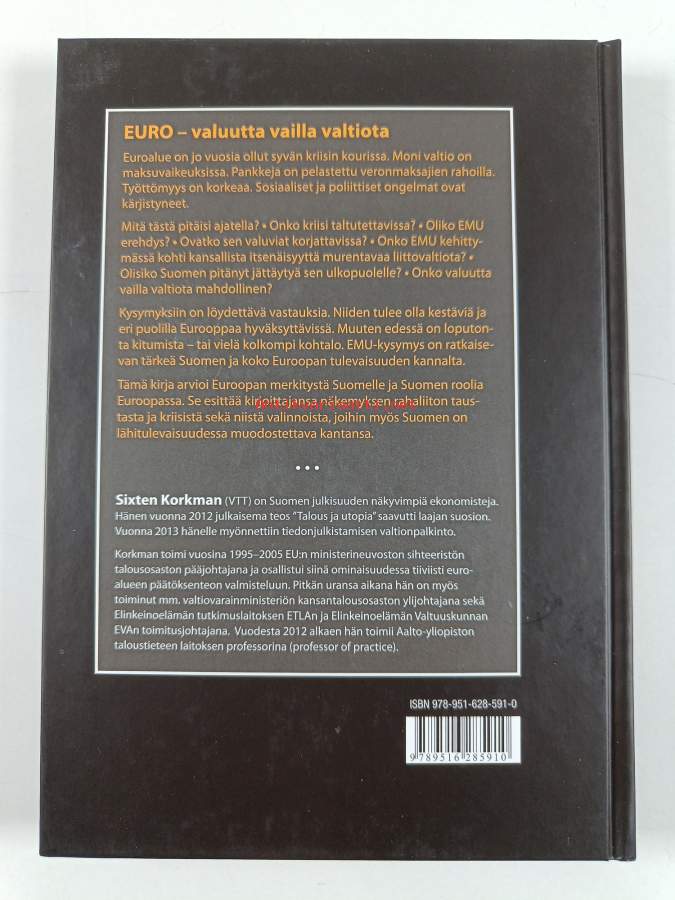 EURO – valuutta vailla valtiota
Euroalue on jo vuosia ollut syvän kriisin kourissa. Moni valtio on
maksuvaikeuksissa. Pankkeja on pelastettu veronmaksajien rahoilla.
Työttömyys on korkeaa. Sosiaaliset ja poliittiset ongelmat ovat
kärjistyneet.
Mitä tästä pitäisi ajatella? • Onko kriisi taltutettavissa? • Oliko EMU
erehdys? • Ovatko sen valuviat korjattavissa? • Onko EMU kehitty-
mässä kohti kansallista itsenäisyyttä murentavaa liittovaltiota? •
Olisiko Suomen pitänyt jättäytyä sen ulkopuolelle? • Onko valuutta
vailla valtiota mahdollinen?
Kysymyksiin on löydettävä vastauksia. Niiden tulee olla kestäviä ja
eri puolilla Eurooppaa hyväksyttävissä. Muuten edessä on loputon-
ta kitumista – tai vielä kolkompi kohtalo. EMU-kysymys on ratkaise-
van tärkeä Suomen ja koko Euroopan tulevaisuuden kannalta.
Tämä kirja arvioi Euroopan merkitystä Suomelle ja Suomen roolia
Euroopassa. Se esittää kirjoittajansa näkemyksen rahaliiton taus-
tasta ja kriisistä sekä niistä valinnoista, joihin myös Suomen on
lähitulevaisuudessa muodostettava kantansa.
•••
Sixten Korkman (VTT) on Suomen julkisuuden näkyvimpiä ekonomisteja.
Hänen vuonna 2012 julkaisema teos "Talous ja utopia" saavutti laajan suosion.
Vuonna 2013 hänelle myönnettiin tiedonjulkistamisen valtionpalkinto.
Korkman toimi vuosina 1995–2005 EU:n ministerineuvoston sihteeristön
talousosaston pääjohtajana ja osallistui siinä ominaisuudessa tiiviisti euro-
alueen päätöksenteon valmisteluun. Pitkän uransa aikana hän on myös
toiminut mm. valtiovarainministeriön kansantalousosaston ylijohtajana sekä
Elinkeinoelämän tutkimuslaitoksen ETLAn ja Elinkeinoelämän Valtuuskunnan
EVAn toimitusjohtajana. Vuodesta 2012 alkaen hän toimii Aalto-yliopiston
taloustieteen laitoksen professorina (professor of practice).
ISBN 978-951-628-591-0
9 789516 285910